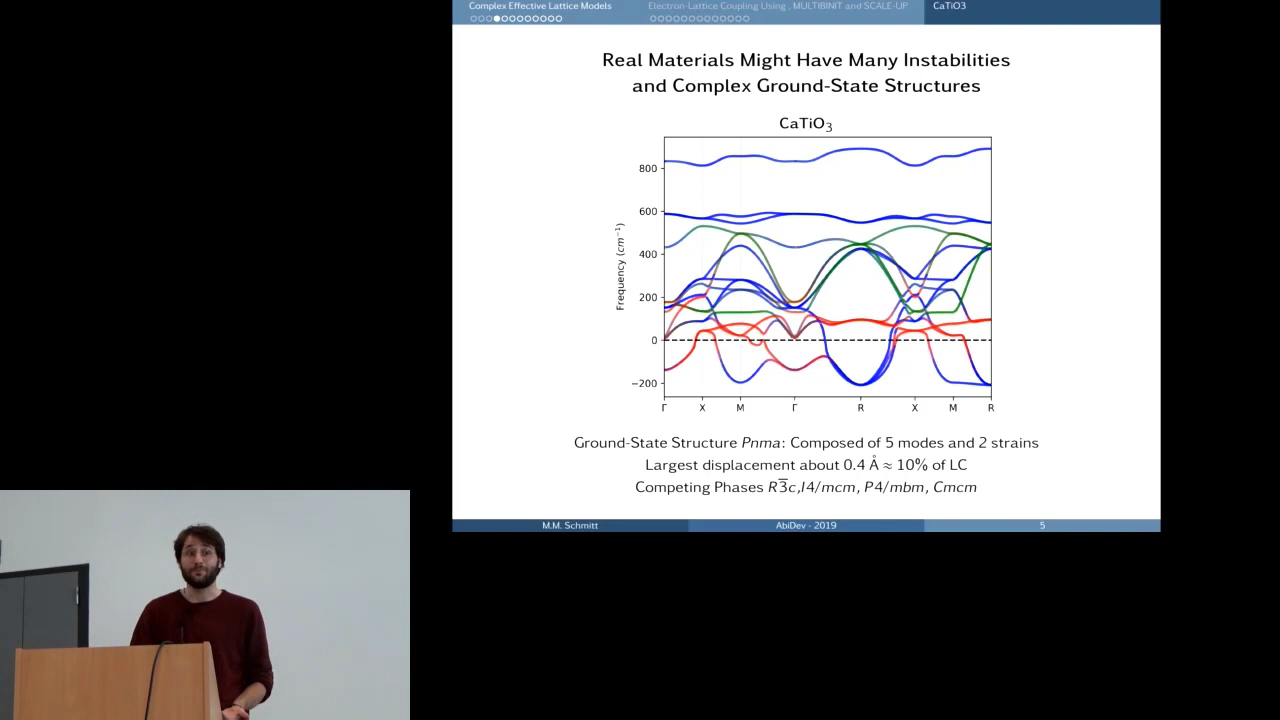 Complex Effective Lattice Models
Electron-Lattice Coupling Using , MULTIBINIT and SCALE-UP
CaTiO3
Real Materials Might Have Many Instabilities
and Complex Ground-State Structures
CaTiO₃
800
600
400
200
0
−200
Frequency (cm⁻¹)
Γ X M Γ R X M R
Ground-State Structure Pnma: Composed of 5 modes and 2 strains
Largest displacement about 0.4 Å ≈ 10% of LC
Competing Phases R3̅c,I4/mcm, P4/mbm, Cmcm
M.M. Schmitt
AbiDev - 2019
5